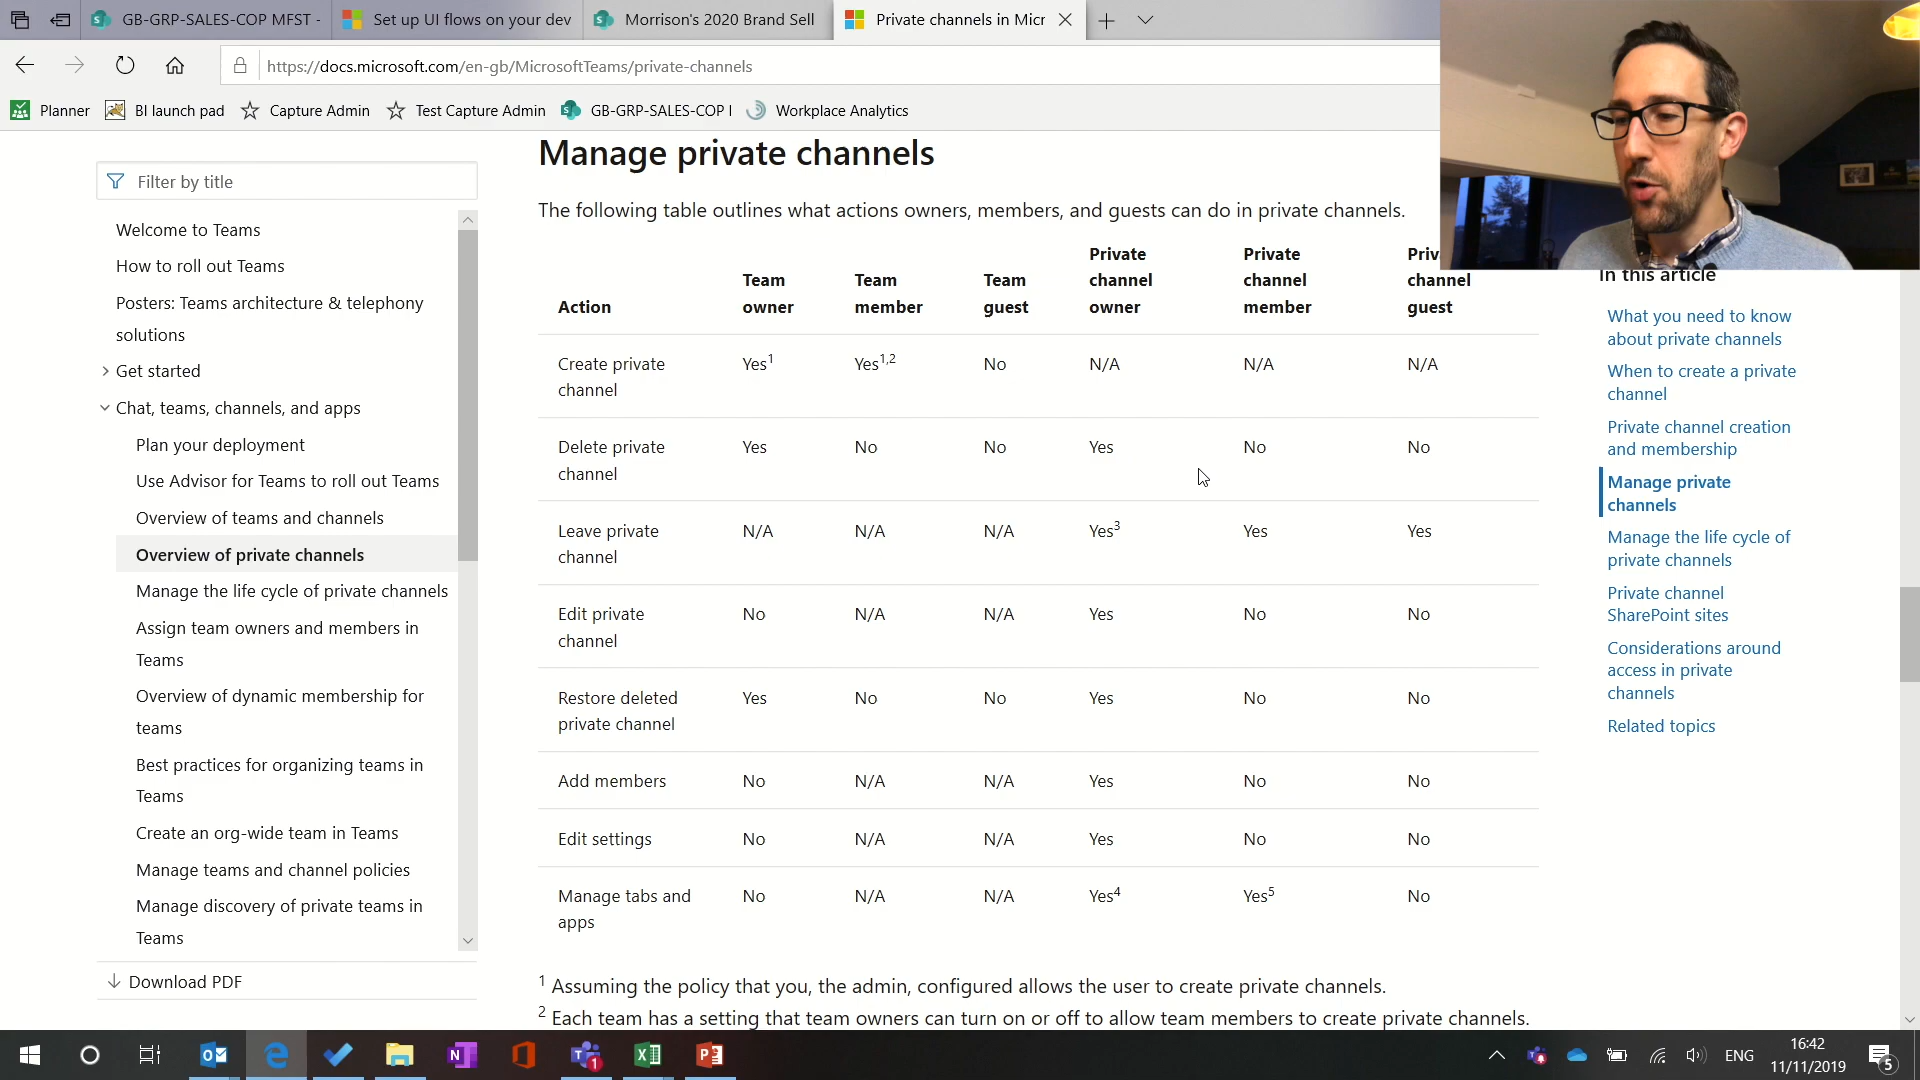 GB-GRP-SALES-COP MFST -
Set up UI flows on your dev
Morrison's 2020 Brand Sell
Private channels in Micr
https://docs.microsoft.com/en-gb/MicrosoftTeams/private-channels
Planner
BI launch pad
Capture Admin
Test Capture Admin
GB-GRP-SALES-COP I
Workplace Analytics
Filter by title
Welcome to Teams
How to roll out Teams
Posters: Teams architecture & telephony
solutions
Get started
Chat, teams, channels, and apps
Plan your deployment
Use Advisor for Teams to roll out Teams
Overview of teams and channels
Overview of private channels
Manage the life cycle of private channels
Assign team owners and members in
Teams
Overview of dynamic membership for
teams
Best practices for organizing teams in
Teams
Create an org-wide team in Teams
Manage teams and channel policies
Manage discovery of private teams in
Teams
Download PDF
Manage private channels
The following table outlines what actions owners, members, and guests can do in private channels.
Action Team owner Team member Team guest Private channel owner Private channel member Priv channel guest
Create private channel Yes1 Yes1,2 No N/A N/A N/A
Delete private channel Yes No No Yes No No
Leave private channel N/A N/A N/A Yes3 Yes Yes
Edit private channel No N/A N/A Yes No No
Restore deleted private channel Yes No No Yes No No
Add members No N/A N/A Yes No No
Edit settings No N/A N/A Yes No No
Manage tabs and apps No N/A N/A Yes4 Yes5 No
1 Assuming the policy that you, the admin, configured allows the user to create private channels.
2 Each team has a setting that team owners can turn on or off to allow team members to create private channels.
In this article
What you need to know
about private channels
When to create a private
channel
Private channel creation
and membership
Manage private
channels
Manage the life cycle of
private channels
Private channel
SharePoint sites
Considerations around
access in private
channels
Related topics
1
ENG
16:42
11/11/2019
5